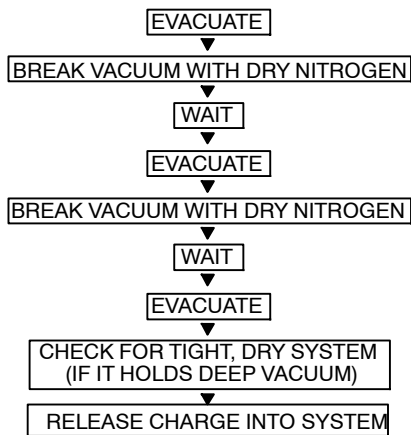 EVACUATE
BREAK VACUUM WITH DRY NITROGEN
WAIT
EVACUATE
BREAK VACUUM WITH DRY NITROGEN
WAIT
EVACUATE
CHECK FOR TIGHT, DRY SYSTEM
(IF IT HOLDS DEEP VACUUM)
RELEASE CHARGE INTO SYSTEM